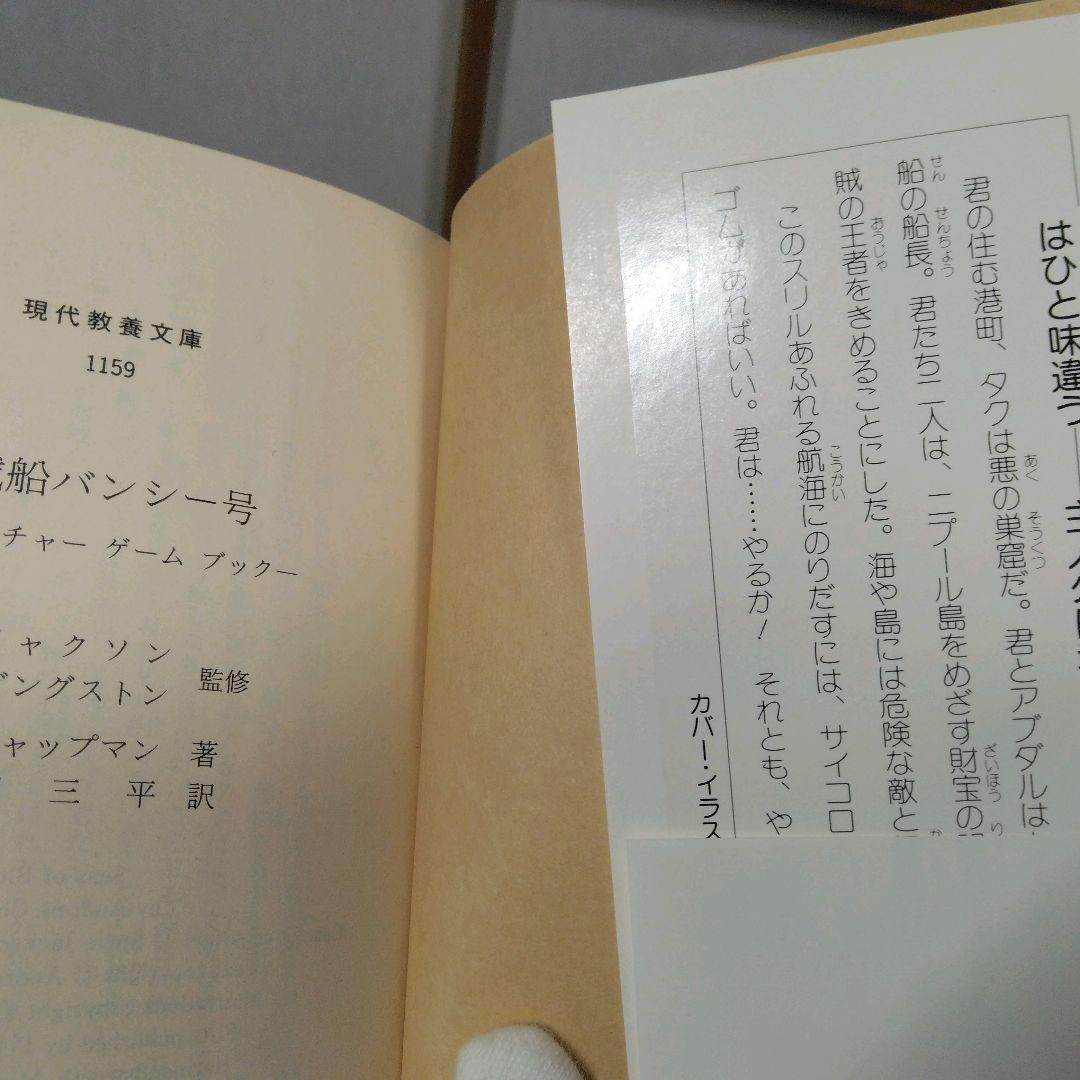 現代教養文庫
1159
船バンシー号
チャー ゲーム ブックー
ャクソン
ングストン
監修
ャップマン 著
三 平 訳
はひと味違う
君の住む港町、タクは悪の巣窟だ。君とアブダルは
船の船長。君たち二人は、ニプール島をめざす財宝の
賊の王者をきめることにした。海や島には危険な敵と
このスリルあふれる航海にのりだすには、サイコロ
ゴムがあればいい。君は……やるか! それとも、や
カバー・イラス